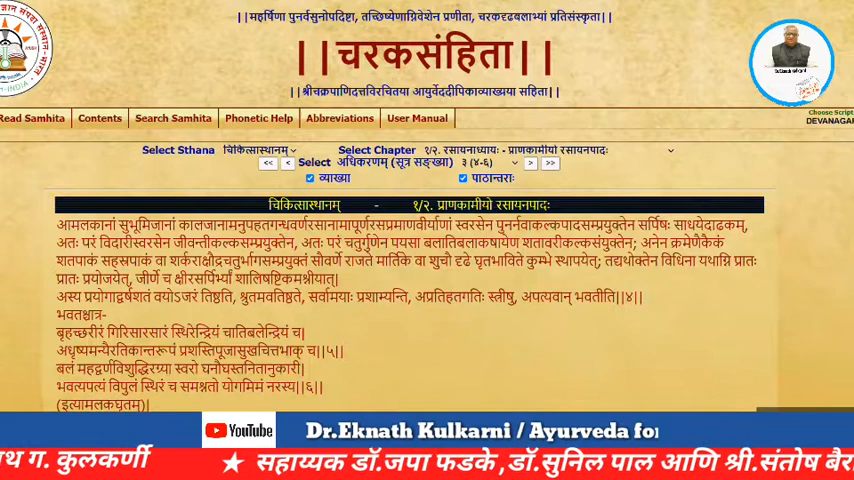 ||महर्षिणा पुनर्वसुनोपदिष्टा, तच्छिष्येणाग्निवेशेन प्रणीता, चरकदृढबलाभ्यां प्रतिसंस्कृता||
||चरकसंहिता||
||श्रीचक्रपाणिदत्तविरचितया आयुर्वेददीपिकाव्याख्यया सहिता||
Read Samhita Contents Search Samhita Phonetic Help Abbreviations User Manual
Choose Script
DEVANAGAR
Select Sthana चिकित्सास्थानम् Select Chapter १/२. रसायनाध्यायः - प्राणकामीयो रसायनपादः
<< < Select अधिकरणम् (सूत्र सङ्ख्या) ३ (४-६) > >>
व्याख्या पाठान्तराः
चिकित्सास्थानम् - १/२. प्राणकामीयो रसायनपादः
आमलकानां सुभूमिजानां कालजानामनुपहतगन्धवर्णरसानामापूर्णरसप्रमाणवीर्याणां स्वरसेन पुनर्नवाकल्कपादसम्प्रयुक्तेन सर्पिषः साधयेदाढकम्,
अतः परं विदारीस्वरसेन जीवन्तीकल्कसम्प्रयुक्तेन, अतः परं चतुर्गुणेन पयसा बलातिबलाकषायेण शतावरीकल्कसंयुक्तेन; अनेन क्रमेणैकैकं
शतपाकं सहस्रपाकं वा शर्कराक्षौद्रचतुर्भागसम्प्रयुक्तं सौवर्णे राजते मार्तिके वा शुचौ दृढे घृतभाविते कुम्भे स्थापयेत्; तद्यथोक्तेन विधिना यथाग्नि प्रातः
प्रातः प्रयोजयेत्, जीर्णे च क्षीरसर्पिर्भ्यां शालिषष्टिकमश्नीयात्|
अस्य प्रयोगाद्वर्षशतं वयोऽजरं तिष्ठति, श्रुतमवतिष्ठते, सर्वामयाः प्रशाम्यन्ति, अप्रतिहतगतिः स्त्रीषु, अपत्यवान् भवतीति||४||
भवतश्चात्र-
बृहच्छरीरं गिरिसारसारं स्थिरेन्द्रियं चातिबलेन्द्रियं च|
अधृष्यमन्यैरतिकान्तरूपं प्रशस्तिपूजासुखचित्तभाक् च||५||
बलं महद्वर्णविशुद्धिरग्र्या स्वरो घनौघस्तनितानुकारी|
भवत्यपत्यं विपुलं स्थिरं च समश्नतो योगमिमं नरस्य||६||
(इत्यामलकघृतम्)|
YouTube Dr.Eknath Kulkarni / Ayurveda for
थ ग. कुलकर्णी ★ सहाय्यक डॉ.जपा फडके ,डॉ.सुनिल पाल आणि श्री.संतोष बैरा